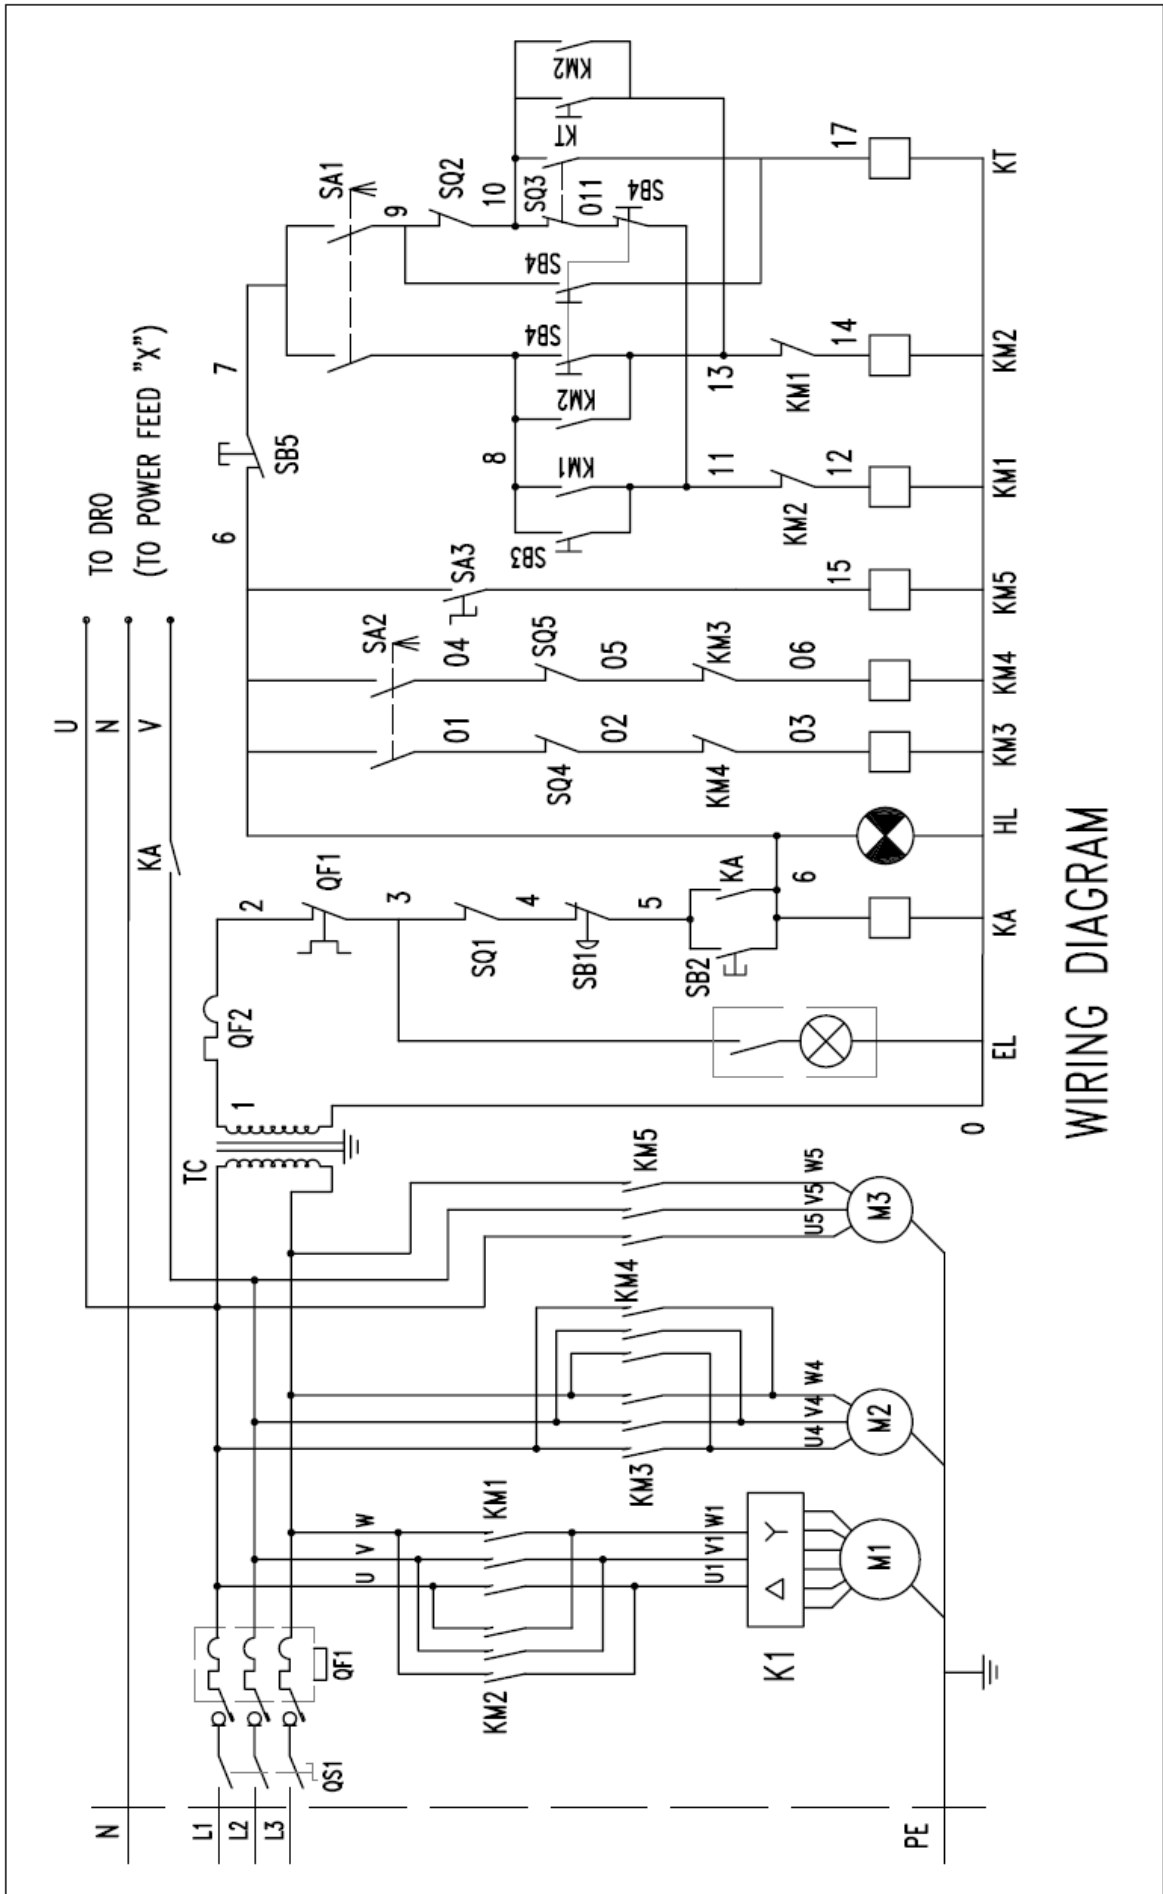 N
L1
L2
L3
PE
QS1
QF1
U
V
W
KM2
KM1
U1
V1
W1
K1
M1
KM3
KM4
U4
V4
W4
M2
KM5
U5
V5
W5
M3
TC
1
0
QF2
2
QF1
3
SQ1
4
SB1
5
SB2
KA
6
EL
KA
HL
U
N
V
KA
TO DRO
(TO POWER FEED "X")
SA2
01
SQ4
02
KM4
03
KM3
04
SQ5
05
KM3
06
KM4
SA3
15
KM5
6
SB5
7
SA1
8
SB3
KM1
KM2
SB4
11
KM2
12
KM1
13
KM1
14
KM2
9
SQ2
10
SB4
SQ3
011
SB4
KT
KM2
17
KT
WIRING DIAGRAM